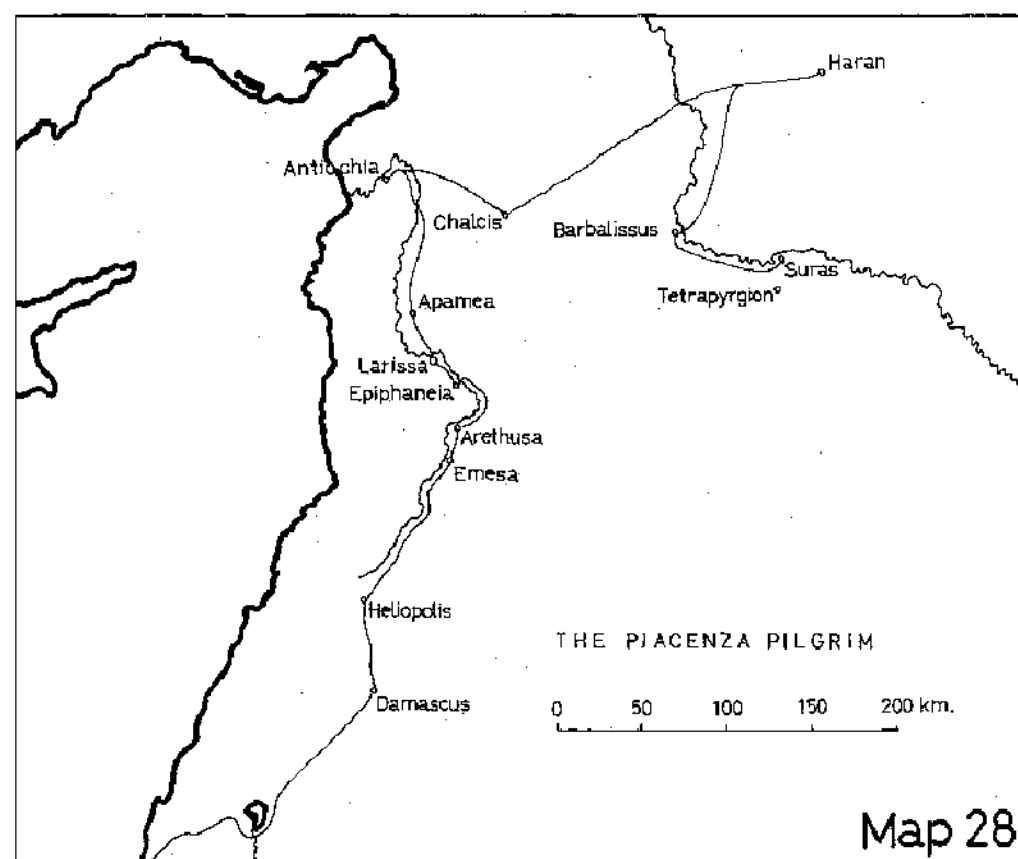 Haran
Antiochia
Chalcis
Barbalissus
Suras
Tetrapyrgion
Apamea
Larissa
Epiphaneia
Arethusa
Emesa
Heliopolis
THE PIACENZA PILGRIM
Damascus
0 50 100 150 200 km.
Map 28